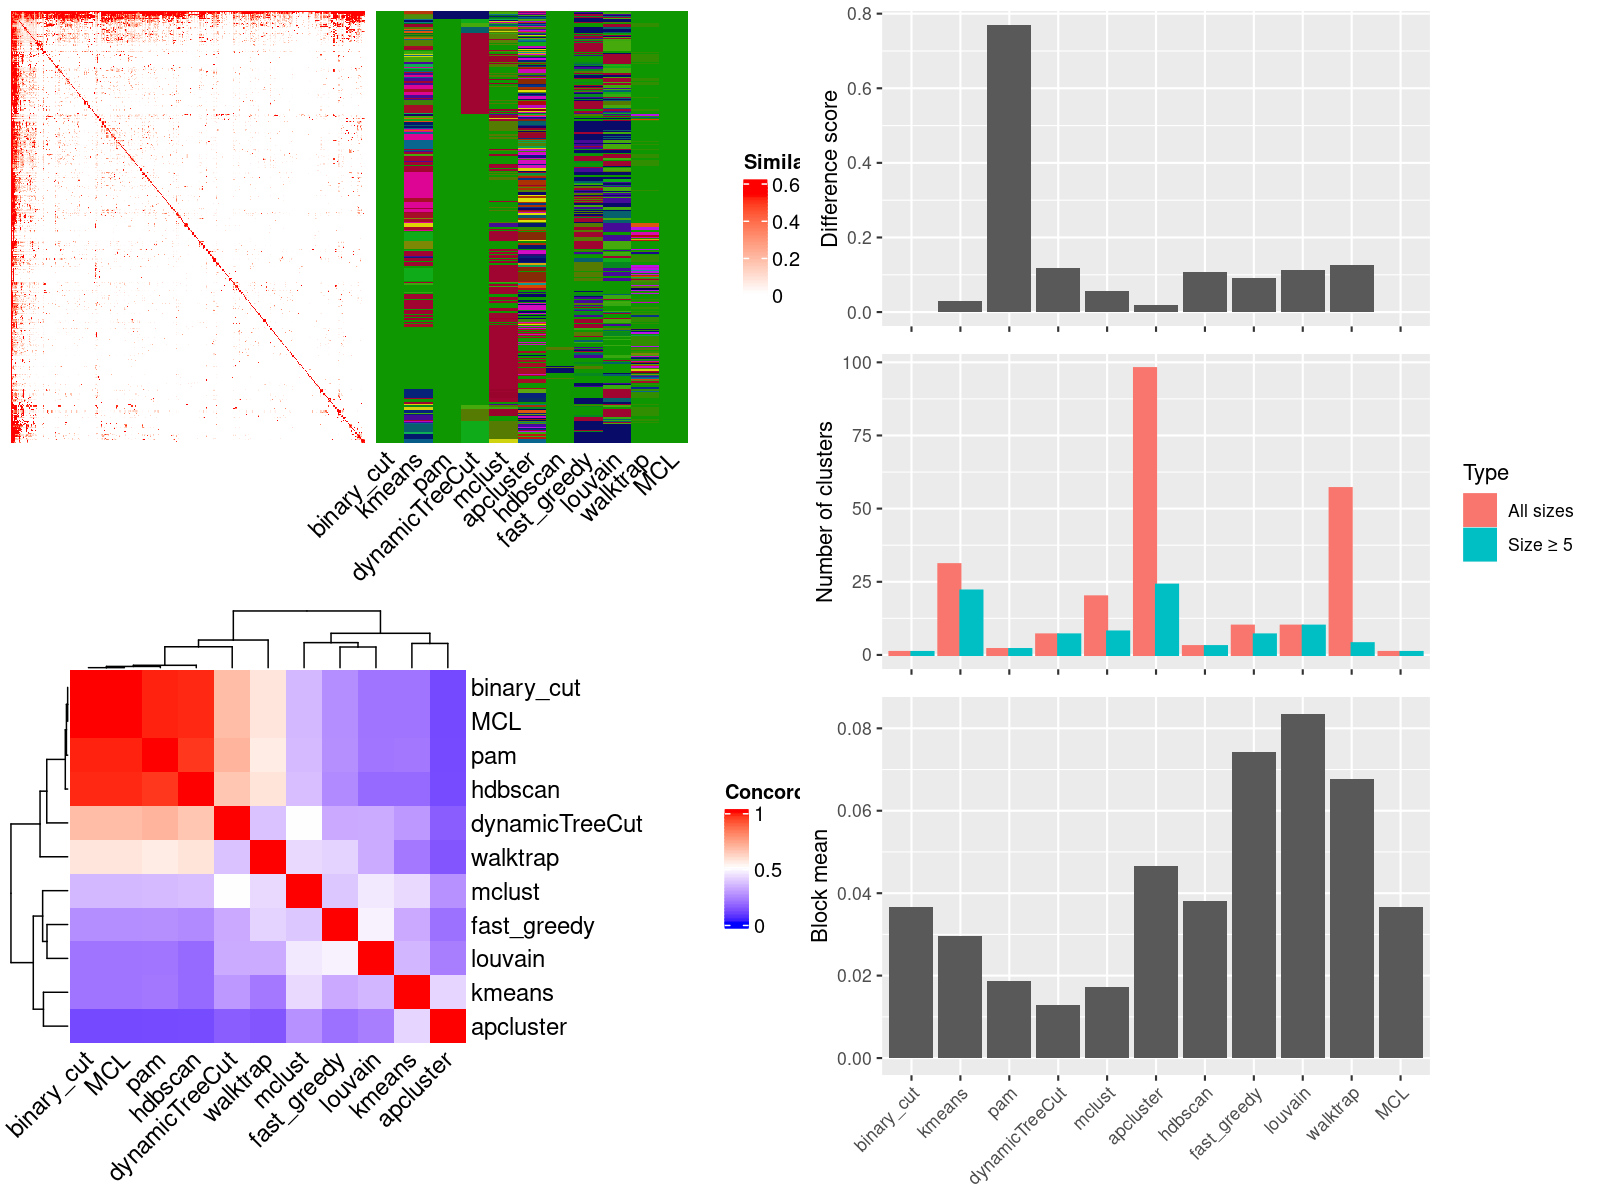 Simila
0.6
0.4
0.2
0
binary_cut
kmeans
pam
dynamicTreeCut
mclust
apcluster
hdbscan
fast_greedy
louvain
walktrap
MCL
binary_cut
MCL
pam
hdbscan
dynamicTreeCut
walktrap
mclust
fast_greedy
louvain
kmeans
apcluster
binary_cut
MCL
pam
hdbscan
dynamicTreeCut
walktrap
mclust
fast_greedy
louvain
kmeans
apcluster
Concord
1
0.5
0
Difference score
0.8
0.6
0.4
0.2
0.0
Number of clusters
100
75
50
25
0
Type
All sizes
Size ≥ 5
Block mean
0.08
0.06
0.04
0.02
0.00
binary_cut
kmeans
pam
dynamicTreeCut
mclust
apcluster
hdbscan
fast_greedy
louvain
walktrap
MCL